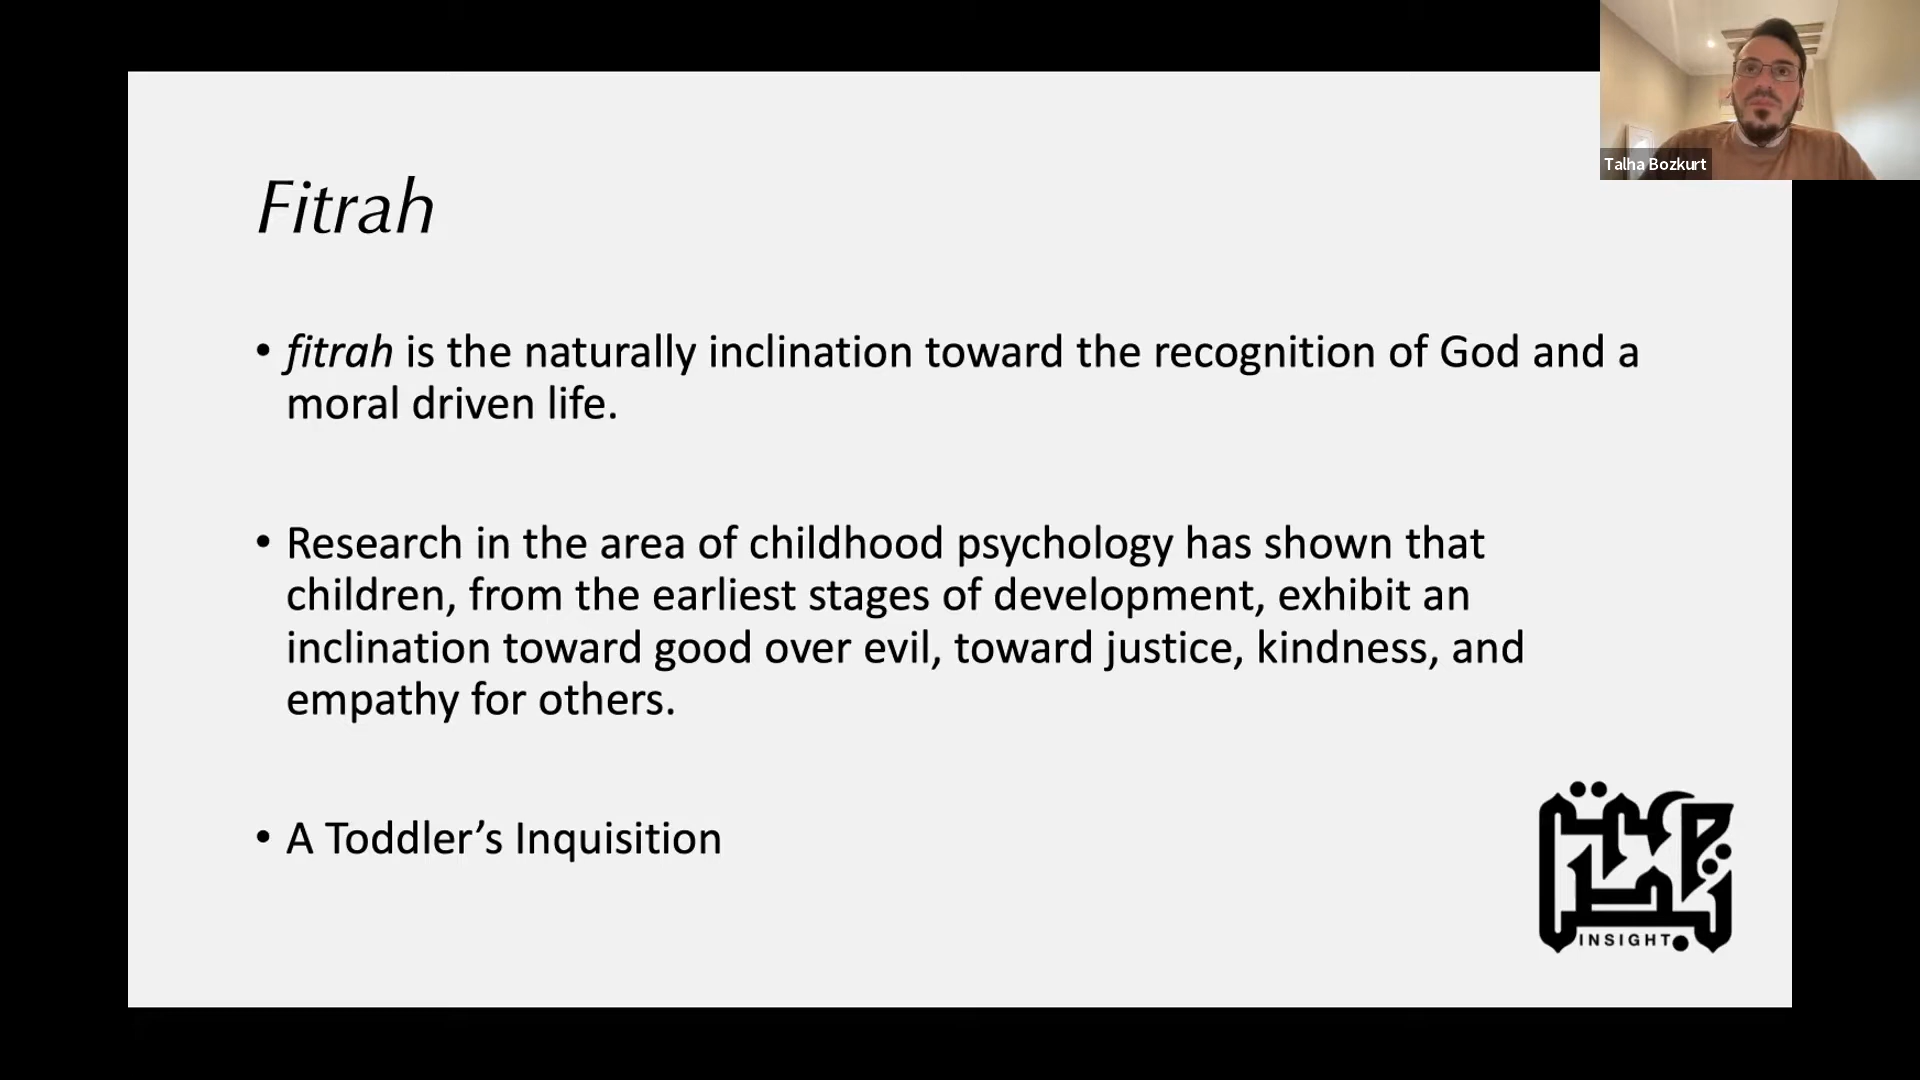 Talha Bozkurt
Fitrah
• fitrah is the naturally inclination toward the recognition of God and a
moral driven life.
• Research in the area of childhood psychology has shown that
children, from the earliest stages of development, exhibit an
inclination toward good over evil, toward justice, kindness, and
empathy for others.
• A Toddler’s Inquisition
INSIGHT